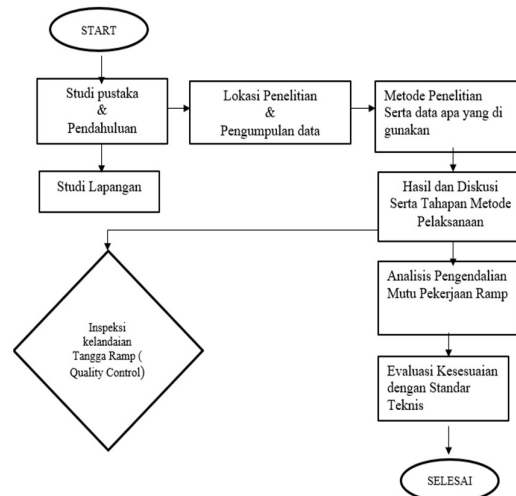 START
Studi pustaka
&
Pendahuluan
Lokasi Penelitian
&
Pengumpulan data
Metode Penelitian
Serta data apa yang di
gunakan
Studi Lapangan
Hasil dan Diskusi
Serta Tahapan Metode
Pelaksanaan
Inspeksi
kelandaian
Tangga Ramp (
Quality Control)
Analisis Pengendalian
Mutu Pekerjaan Ramp
Evaluasi Kesesuaian
dengan Standar
Teknis
SELESAI